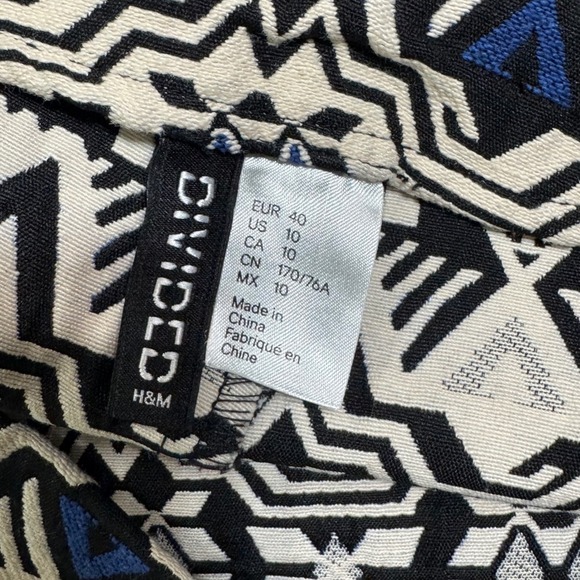 DIVIDED
H&M
EUR 40
US 10
CA 10
CN 170/76A
MX 10
Made in
China
Fabriqué en
Chine